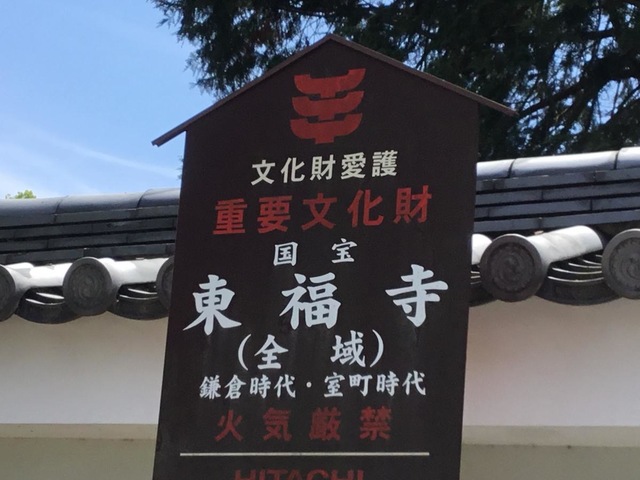 文化財愛護
重要文化財
国宝
東福寺
(全域)
鎌倉時代・室町時代
火気厳禁
HITACHI